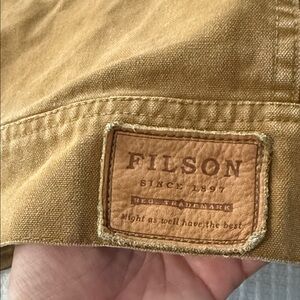 FILSON
SINCE 1897
REG. TRADEMARK
Might as well have the best